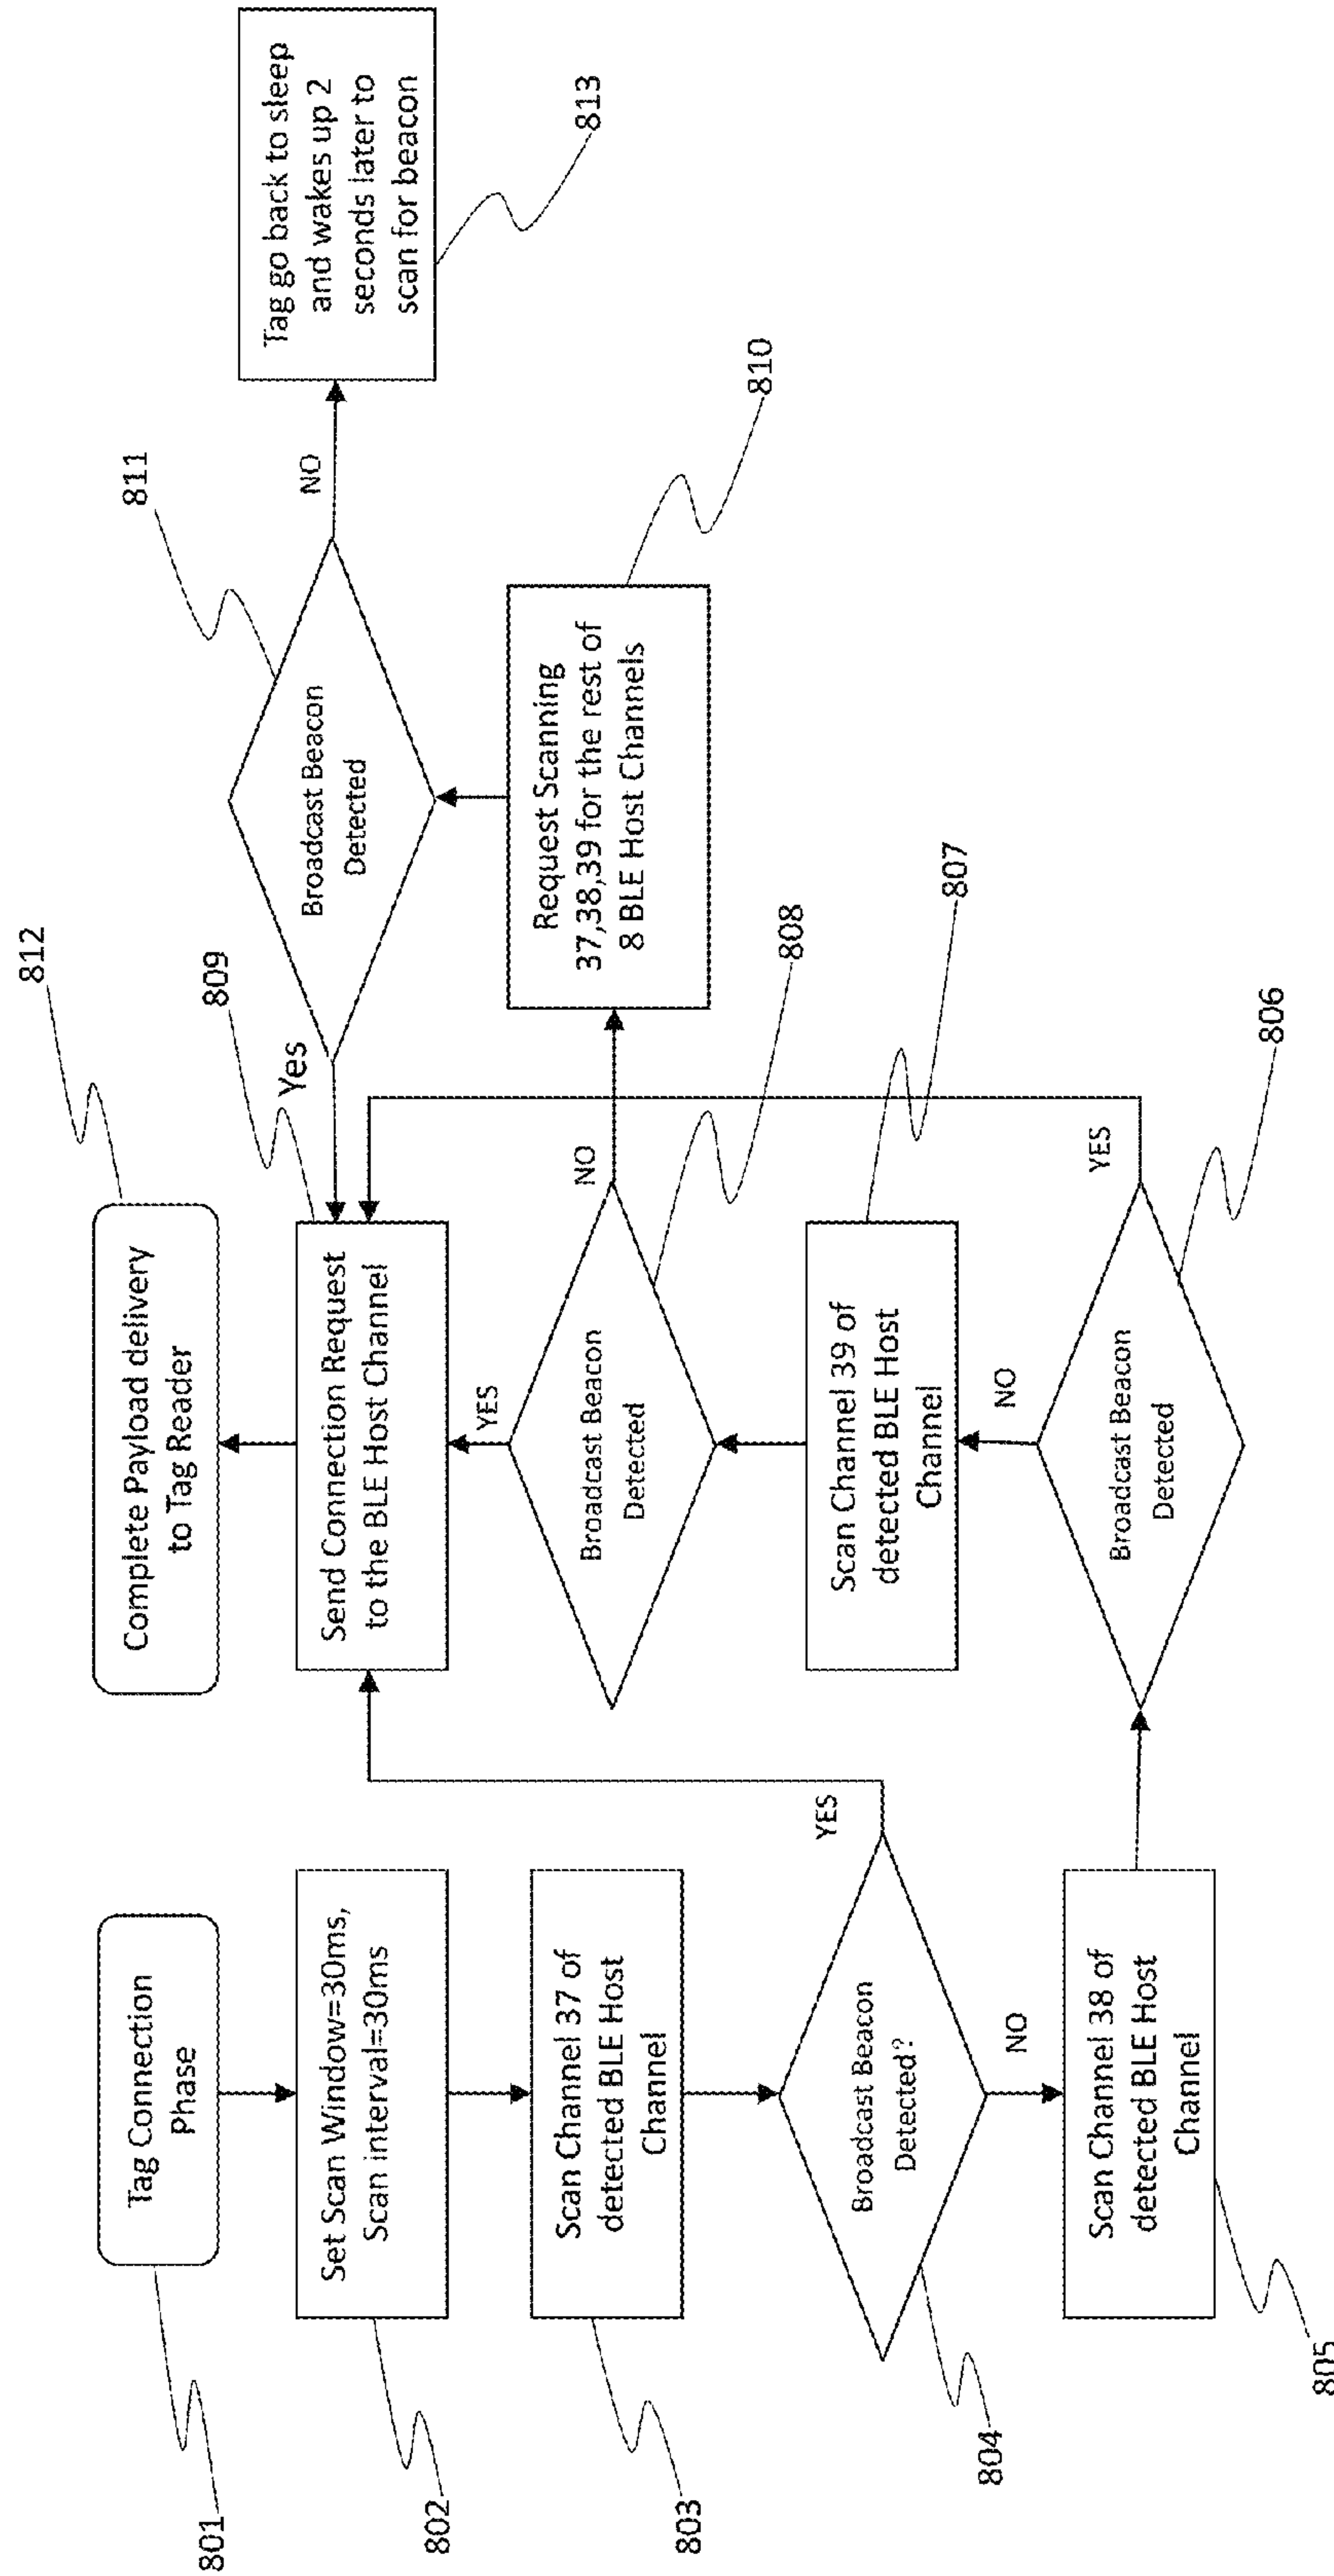 801
Tag Connection
Phase
802
Set Scan Window=30ms,
Scan interval=30ms
803
Scan Channel 37 of
detected BLE Host
Channel
804
Broadcast Beacon
Detected?
YES
NO
805
Scan Channel 38 of
detected BLE Host
Channel
806
Broadcast Beacon
Detected
YES
NO
807
Scan Channel 39 of
detected BLE Host
Channel
808
Broadcast Beacon
Detected
YES
NO
809
Send Connection Request
to the BLE Host Channel
812
Complete Payload delivery
to Tag Reader
810
Request Scanning
37,38,39 for the rest of
8 BLE Host Channels
811
Broadcast Beacon
Detected
Yes
NO
813
Tag go back to sleep
and wakes up 2
seconds later to
scan for beacon